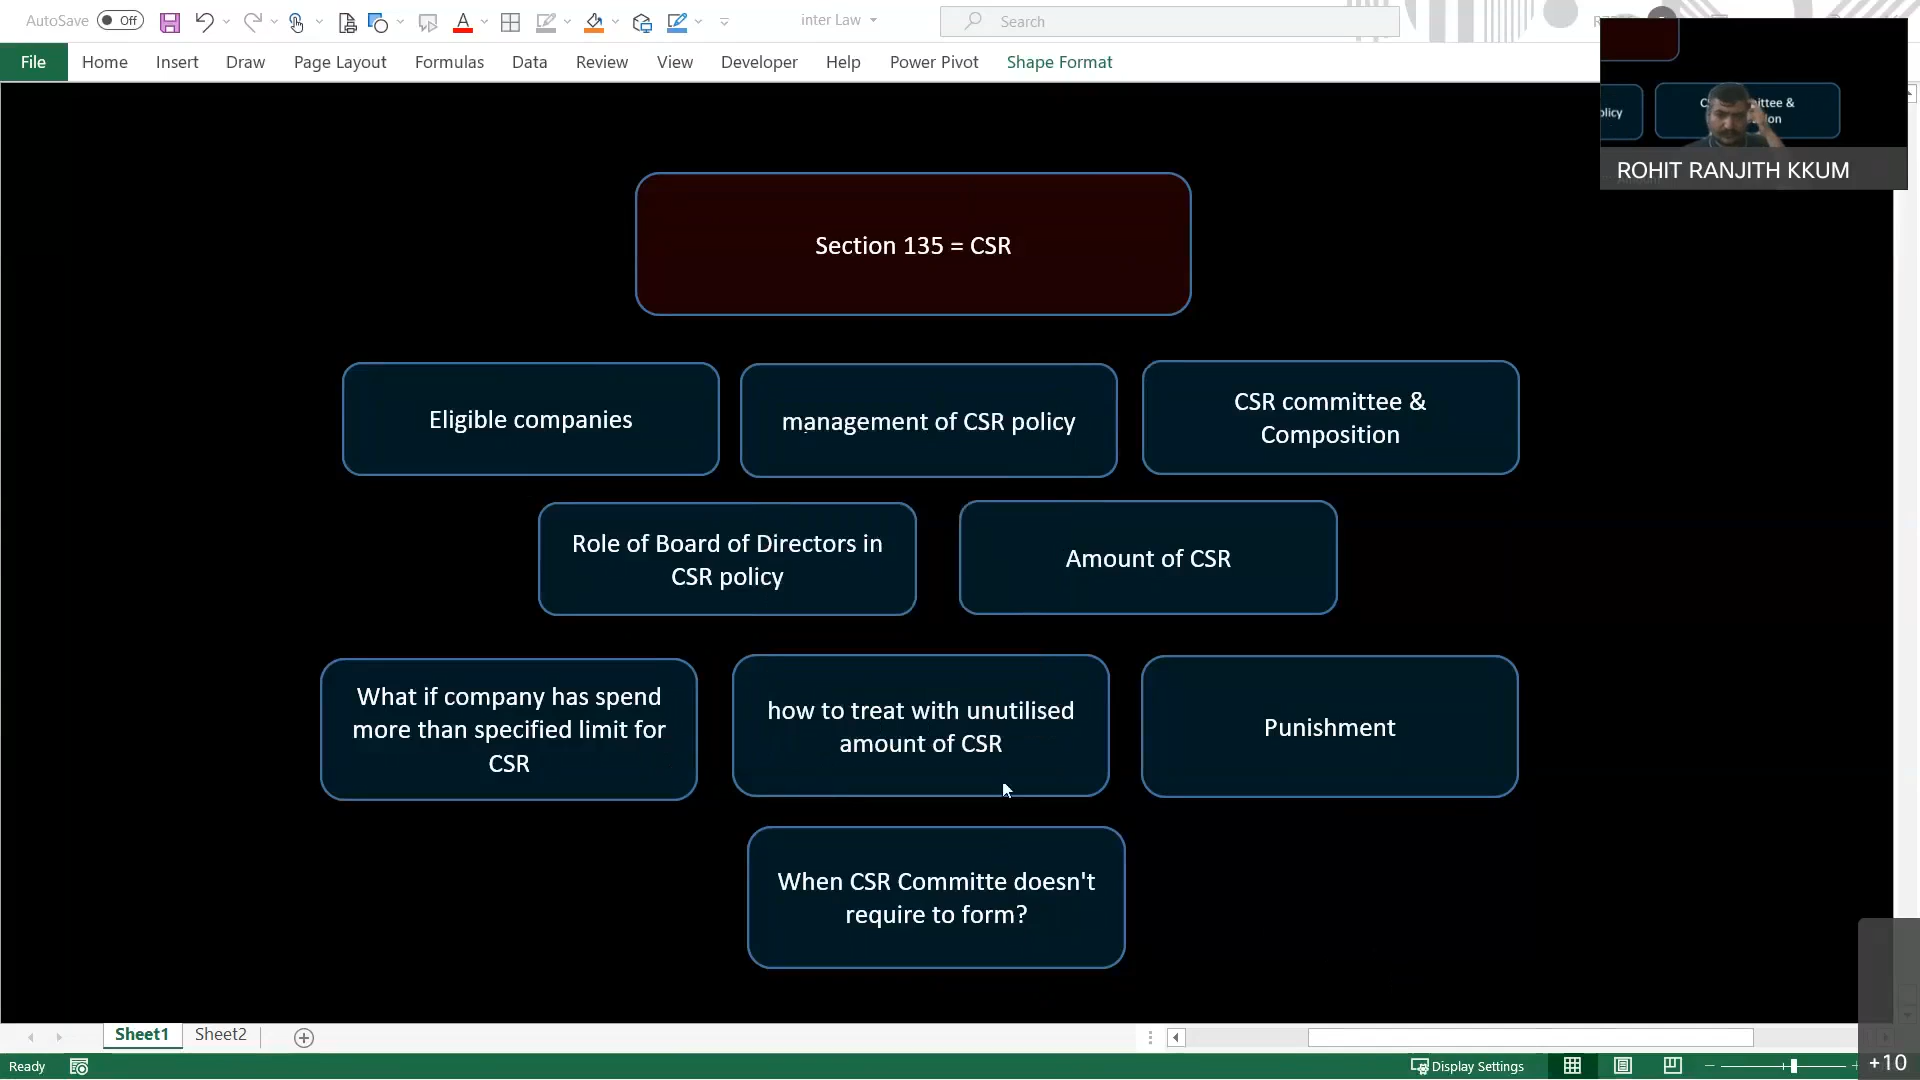 AutoSave Off inter Law Search
File Home Insert Draw Page Layout Formulas Data Review View Developer Help Power Pivot Shape Format
olicy
ROHIT RANJITH KKUM
Section 135 = CSR
Eligible companies
management of CSR policy
CSR committee &
Composition
Role of Board of Directors in
CSR policy
Amount of CSR
What if company has spend
more than specified limit for
CSR
how to treat with unutilised
amount of CSR
Punishment
When CSR Committe doesn't
require to form?
Sheet1 Sheet2
Ready Display Settings
+10